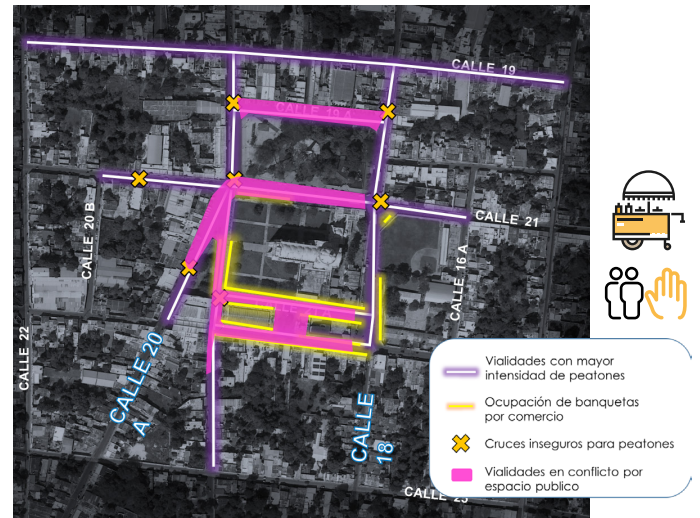 CALLE 19
CALLE 19 A
CALLE 21
CALLE 20 B
CALLE 16 A
CALLE 22
CALLE 20
A
CALLE
18
CALLE 23
Vialidades con mayor
intensidad de peatones
Ocupación de banquetas
por comercio
Cruces inseguros para peatones
Vialidades en conflicto por
espacio publico